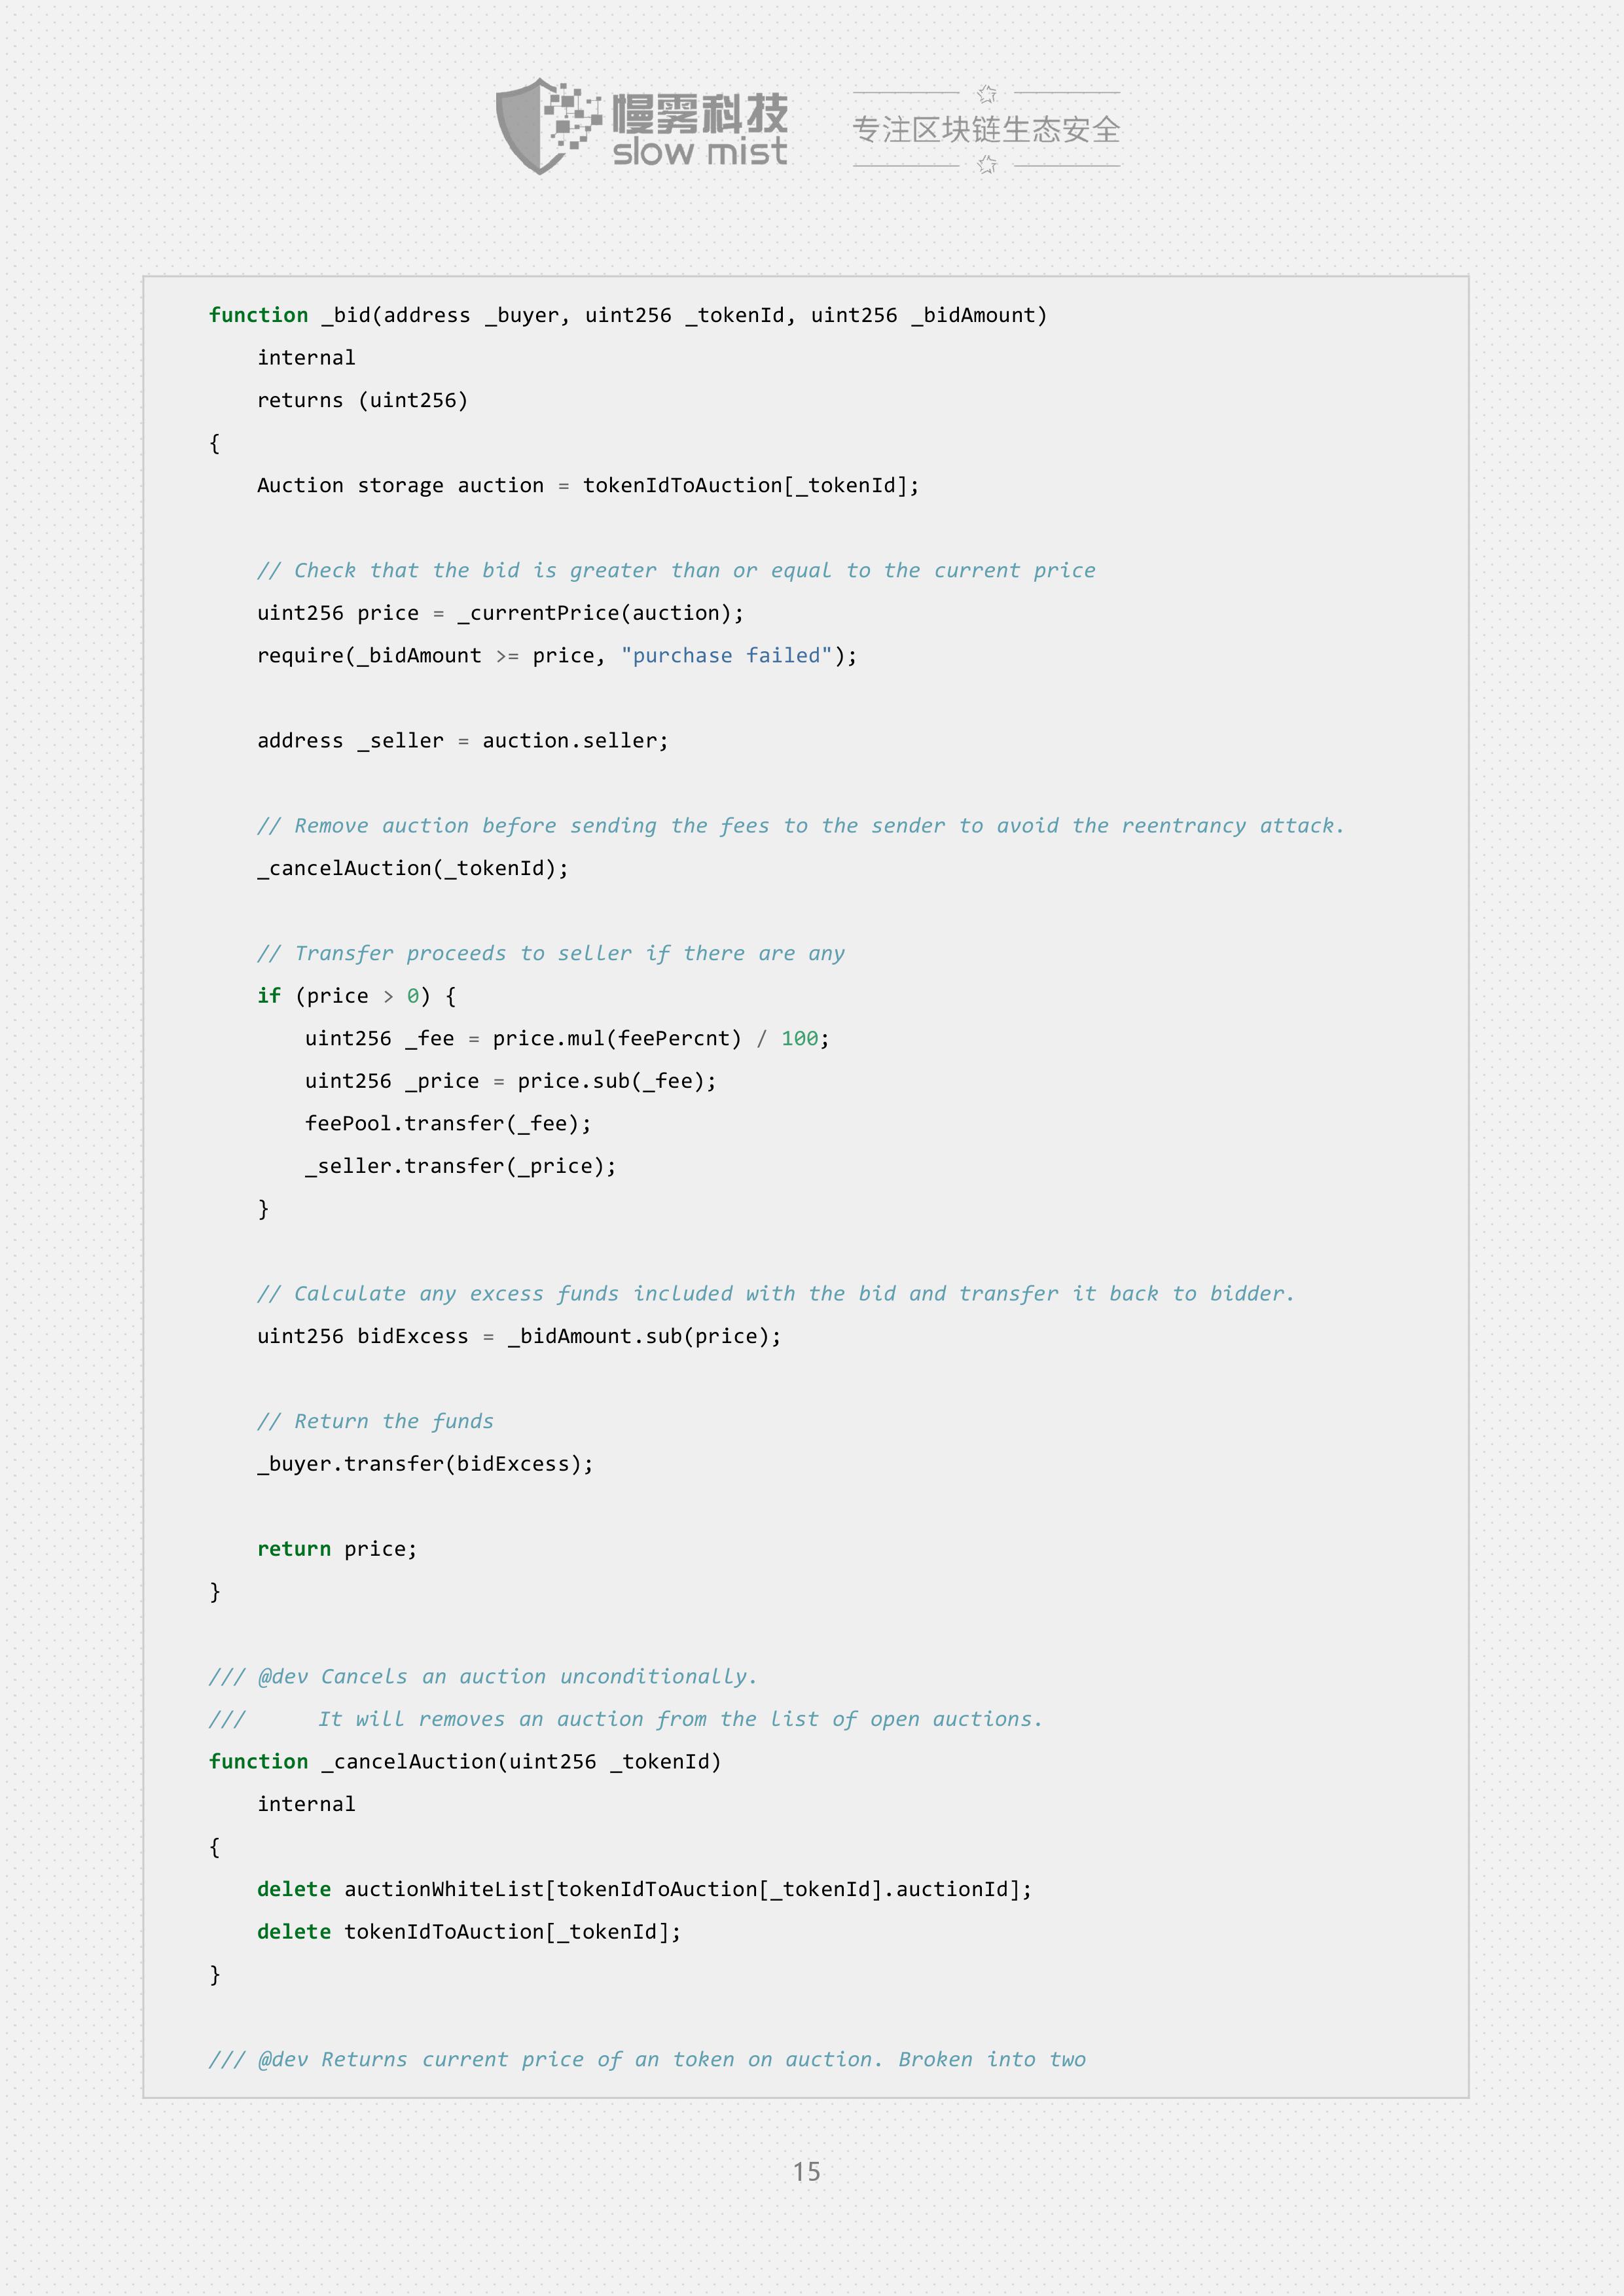 慢雾科技
slow mist
专注区块链生态安全
function _bid(address _buyer, uint256 _tokenId, uint256 _bidAmount)
internal
returns (uint256)
{
Auction storage auction = tokenIdToAuction[_tokenId];
// Check that the bid is greater than or equal to the current price
uint256 price = _currentPrice(auction);
require(_bidAmount >= price, "purchase failed");
address _seller = auction.seller;
// Remove auction before sending the fees to the sender to avoid the reentrancy attack.
_cancelAuction(_tokenId);
// Transfer proceeds to seller if there are any
if (price > 0) {
uint256 _fee = price.mul(feePercnt) / 100;
uint256 _price = price.sub(_fee);
feePool.transfer(_fee);
_seller.transfer(_price);
}
// Calculate any excess funds included with the bid and transfer it back to bidder.
uint256 bidExcess = _bidAmount.sub(price);
// Return the funds
_buyer.transfer(bidExcess);
return price;
}
/// @dev Cancels an auction unconditionally.
/// It will removes an auction from the list of open auctions.
function _cancelAuction(uint256 _tokenId)
internal
{
delete auctionWhiteList[tokenIdToAuction[_tokenId].auctionId];
delete tokenIdToAuction[_tokenId];
}
/// @dev Returns current price of an token on auction. Broken into two
15